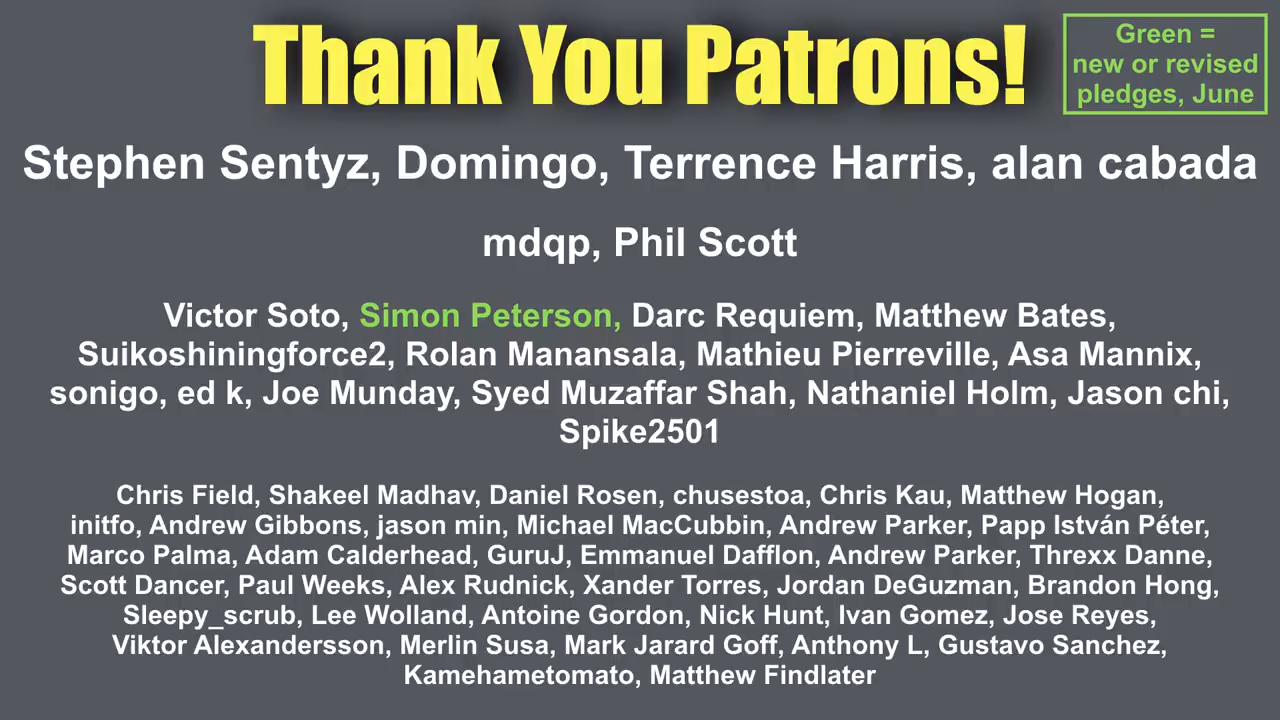 Thank You Patrons!
Green =
new or revised
pledges, June
Stephen Sentyz, Domingo, Terrence Harris, alan cabada
mdqp, Phil Scott
Victor Soto, Simon Peterson, Darc Requiem, Matthew Bates,
Suikoshiningforce2, Rolan Manansala, Mathieu Pierreville, Asa Mannix,
sonigo, ed k, Joe Munday, Syed Muzaffar Shah, Nathaniel Holm, Jason chi,
Spike2501
Chris Field, Shakeel Madhav, Daniel Rosen, chusestoa, Chris Kau, Matthew Hogan,
initfo, Andrew Gibbons, jason min, Michael MacCubbin, Andrew Parker, Papp István Péter,
Marco Palma, Adam Calderhead, GuruJ, Emmanuel Dafflon, Andrew Parker, Threxx Danne,
Scott Dancer, Paul Weeks, Alex Rudnick, Xander Torres, Jordan DeGuzman, Brandon Hong,
Sleepy_scrub, Lee Wolland, Antoine Gordon, Nick Hunt, Ivan Gomez, Jose Reyes,
Viktor Alexandersson, Merlin Susa, Mark Jarard Goff, Anthony L, Gustavo Sanchez,
Kamehametomato, Matthew Findlater